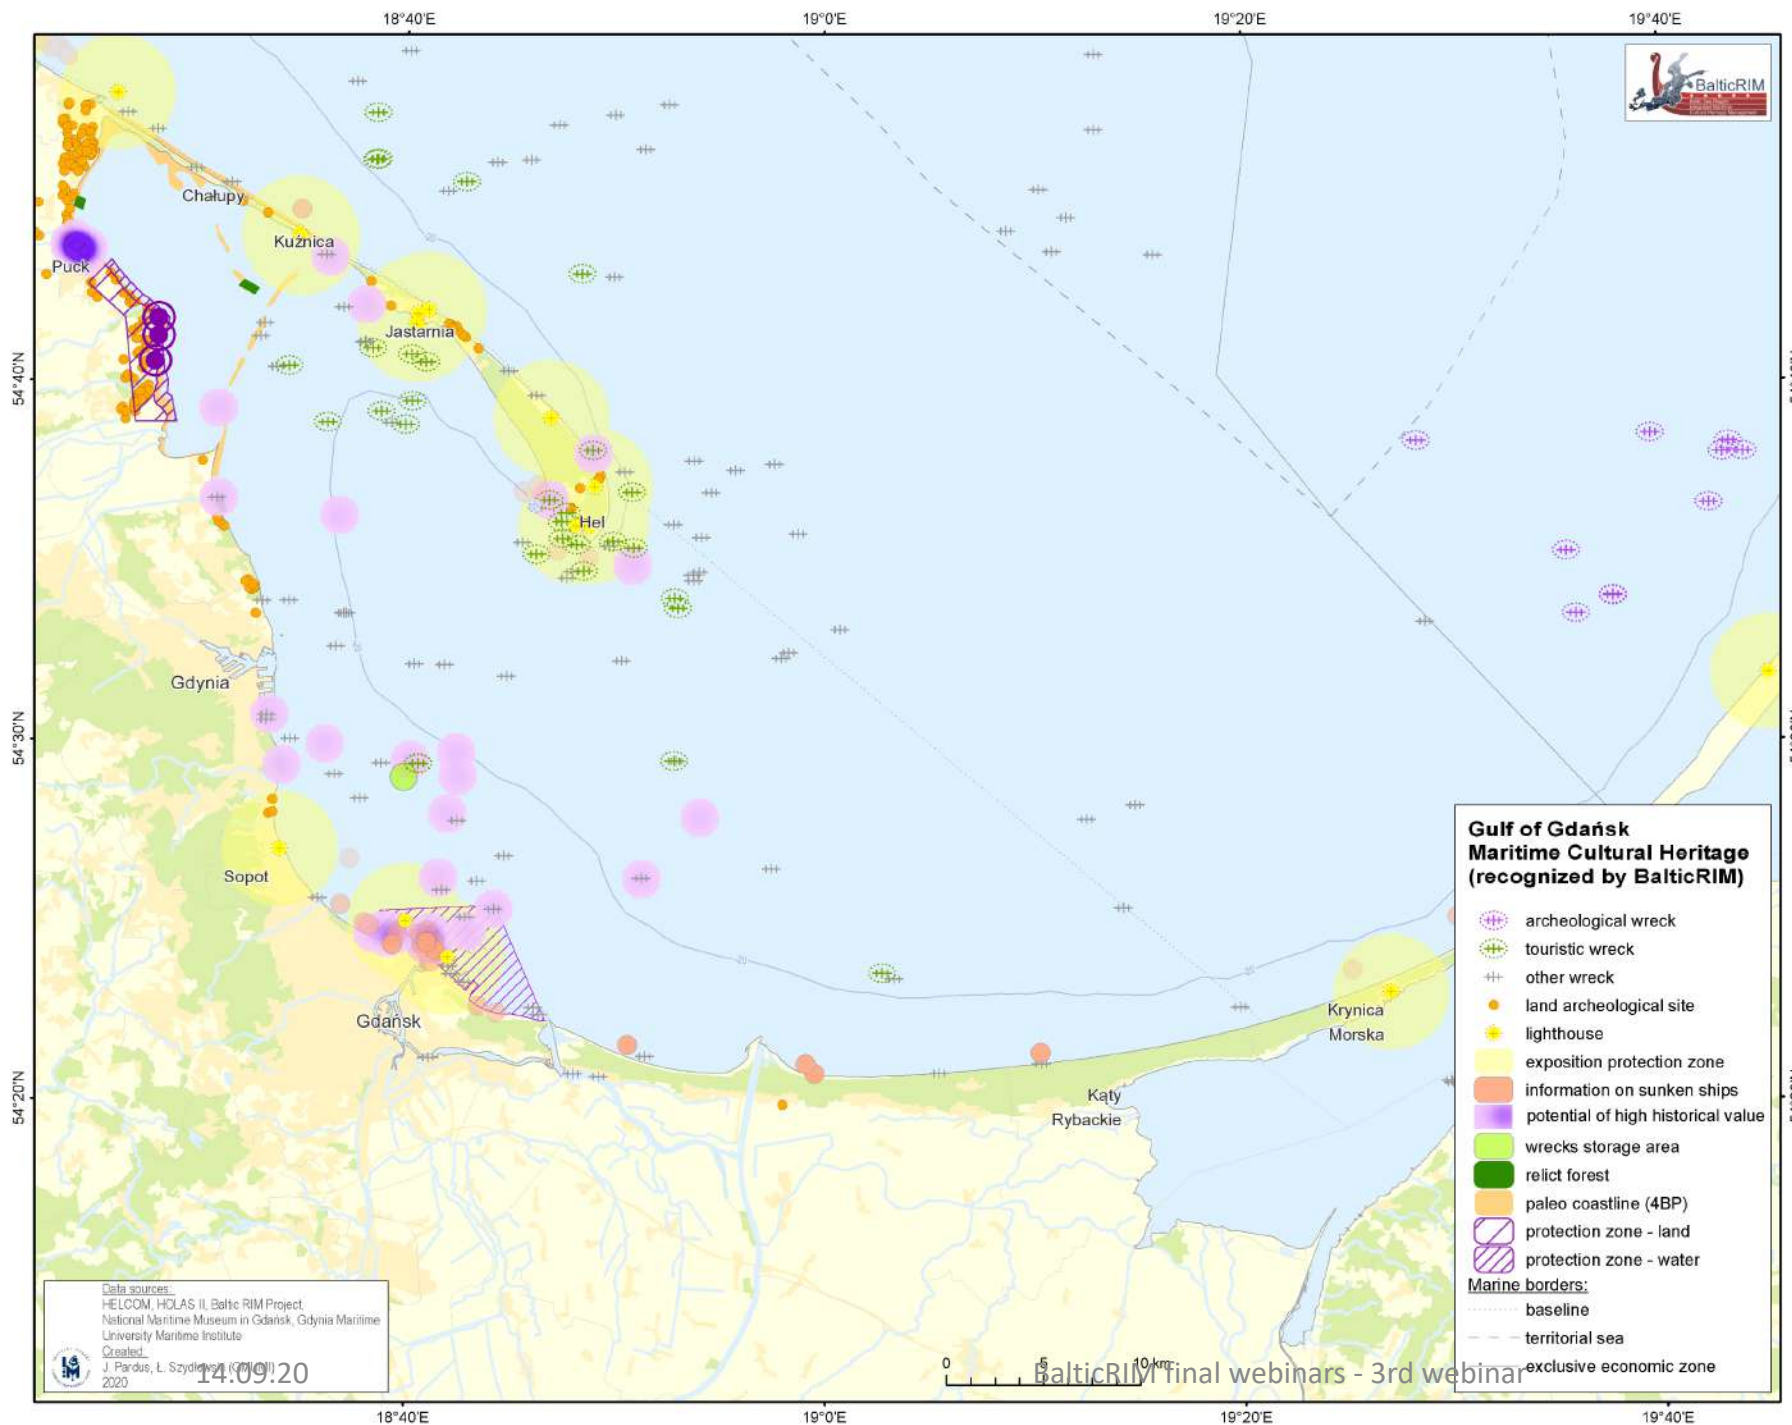 18°40'E
19°0'E
19°20'E
19°40'E
BalticRIM
Chałupy
Kuźnica
Puck
Jastarnia
54°40'N
Hel
Gdynia
54°30'N
Sopot
Gdańsk
Krynica
Morska
Kąty
Rybackie
54°20'N
Gulf of Gdańsk
Maritime Cultural Heritage
(recognized by BalticRIM)
archeological wreck
touristic wreck
other wreck
land archeological site
lighthouse
exposition protection zone
information on sunken ships
potential of high historical value
wrecks storage area
relict forest
paleo coastline (4BP)
protection zone - land
protection zone - water
Marine borders:
baseline
territorial sea
exclusive economic zone
Data sources:
HELCOM, HOLAS II, Baltic RIM Project,
National Maritime Museum in Gdańsk, Gdynia Maritime
University Maritime Institute
Created:
J. Pardus, Ł. Szydłowski
2020
14.09.20
0 5 10 km
BalticRIM final webinars - 3rd webinar
18°40'E
19°0'E
19°20'E
19°40'E